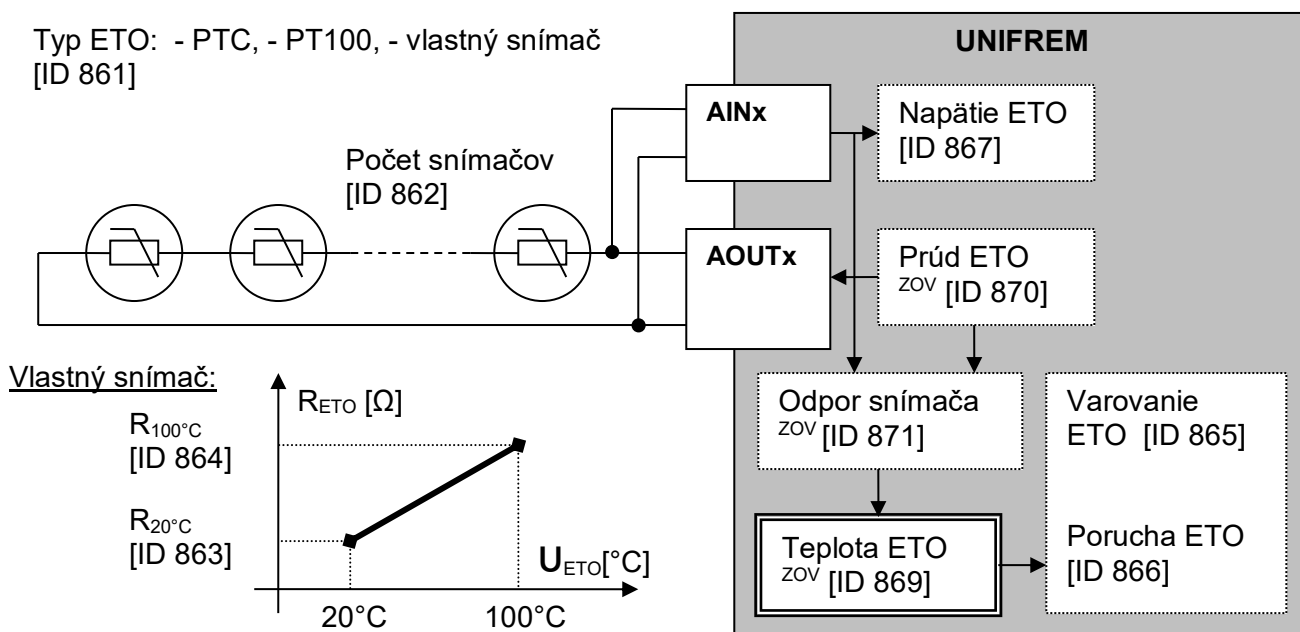 Typ ETO:  - PTC, - PT100, - vlastný snímač
[ID 861]
UNIFREM
AINx
Napätie ETO
[ID 867]
Počet snímačov
[ID 862]
AOUTx
Prúd ETO
ZOV [ID 870]
Vlastný snímač:
RETO [Ω]
R100°C
[ID 864]
R20°C
[ID 863]
UETO[°C]
20°C
100°C
Odpor snímača
ZOV [ID 871]
Varovanie
ETO  [ID 865]
Teplota ETO
ZOV [ID 869]
Porucha ETO
[ID 866]